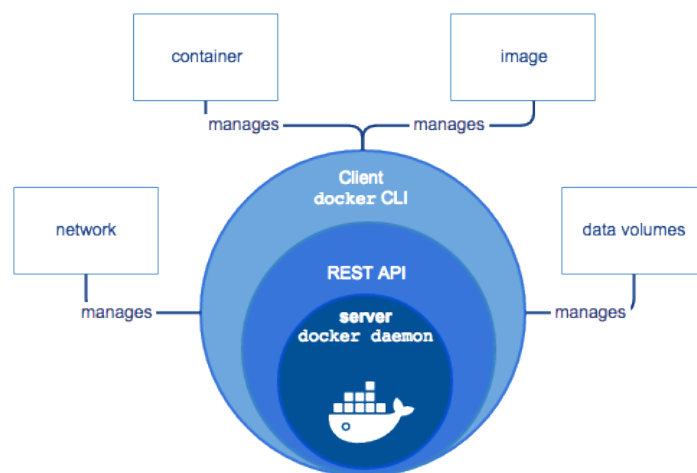 container
image
manages
manages
Client
docker CLI
network
data volumes
REST API
manages
manages
server
docker daemon